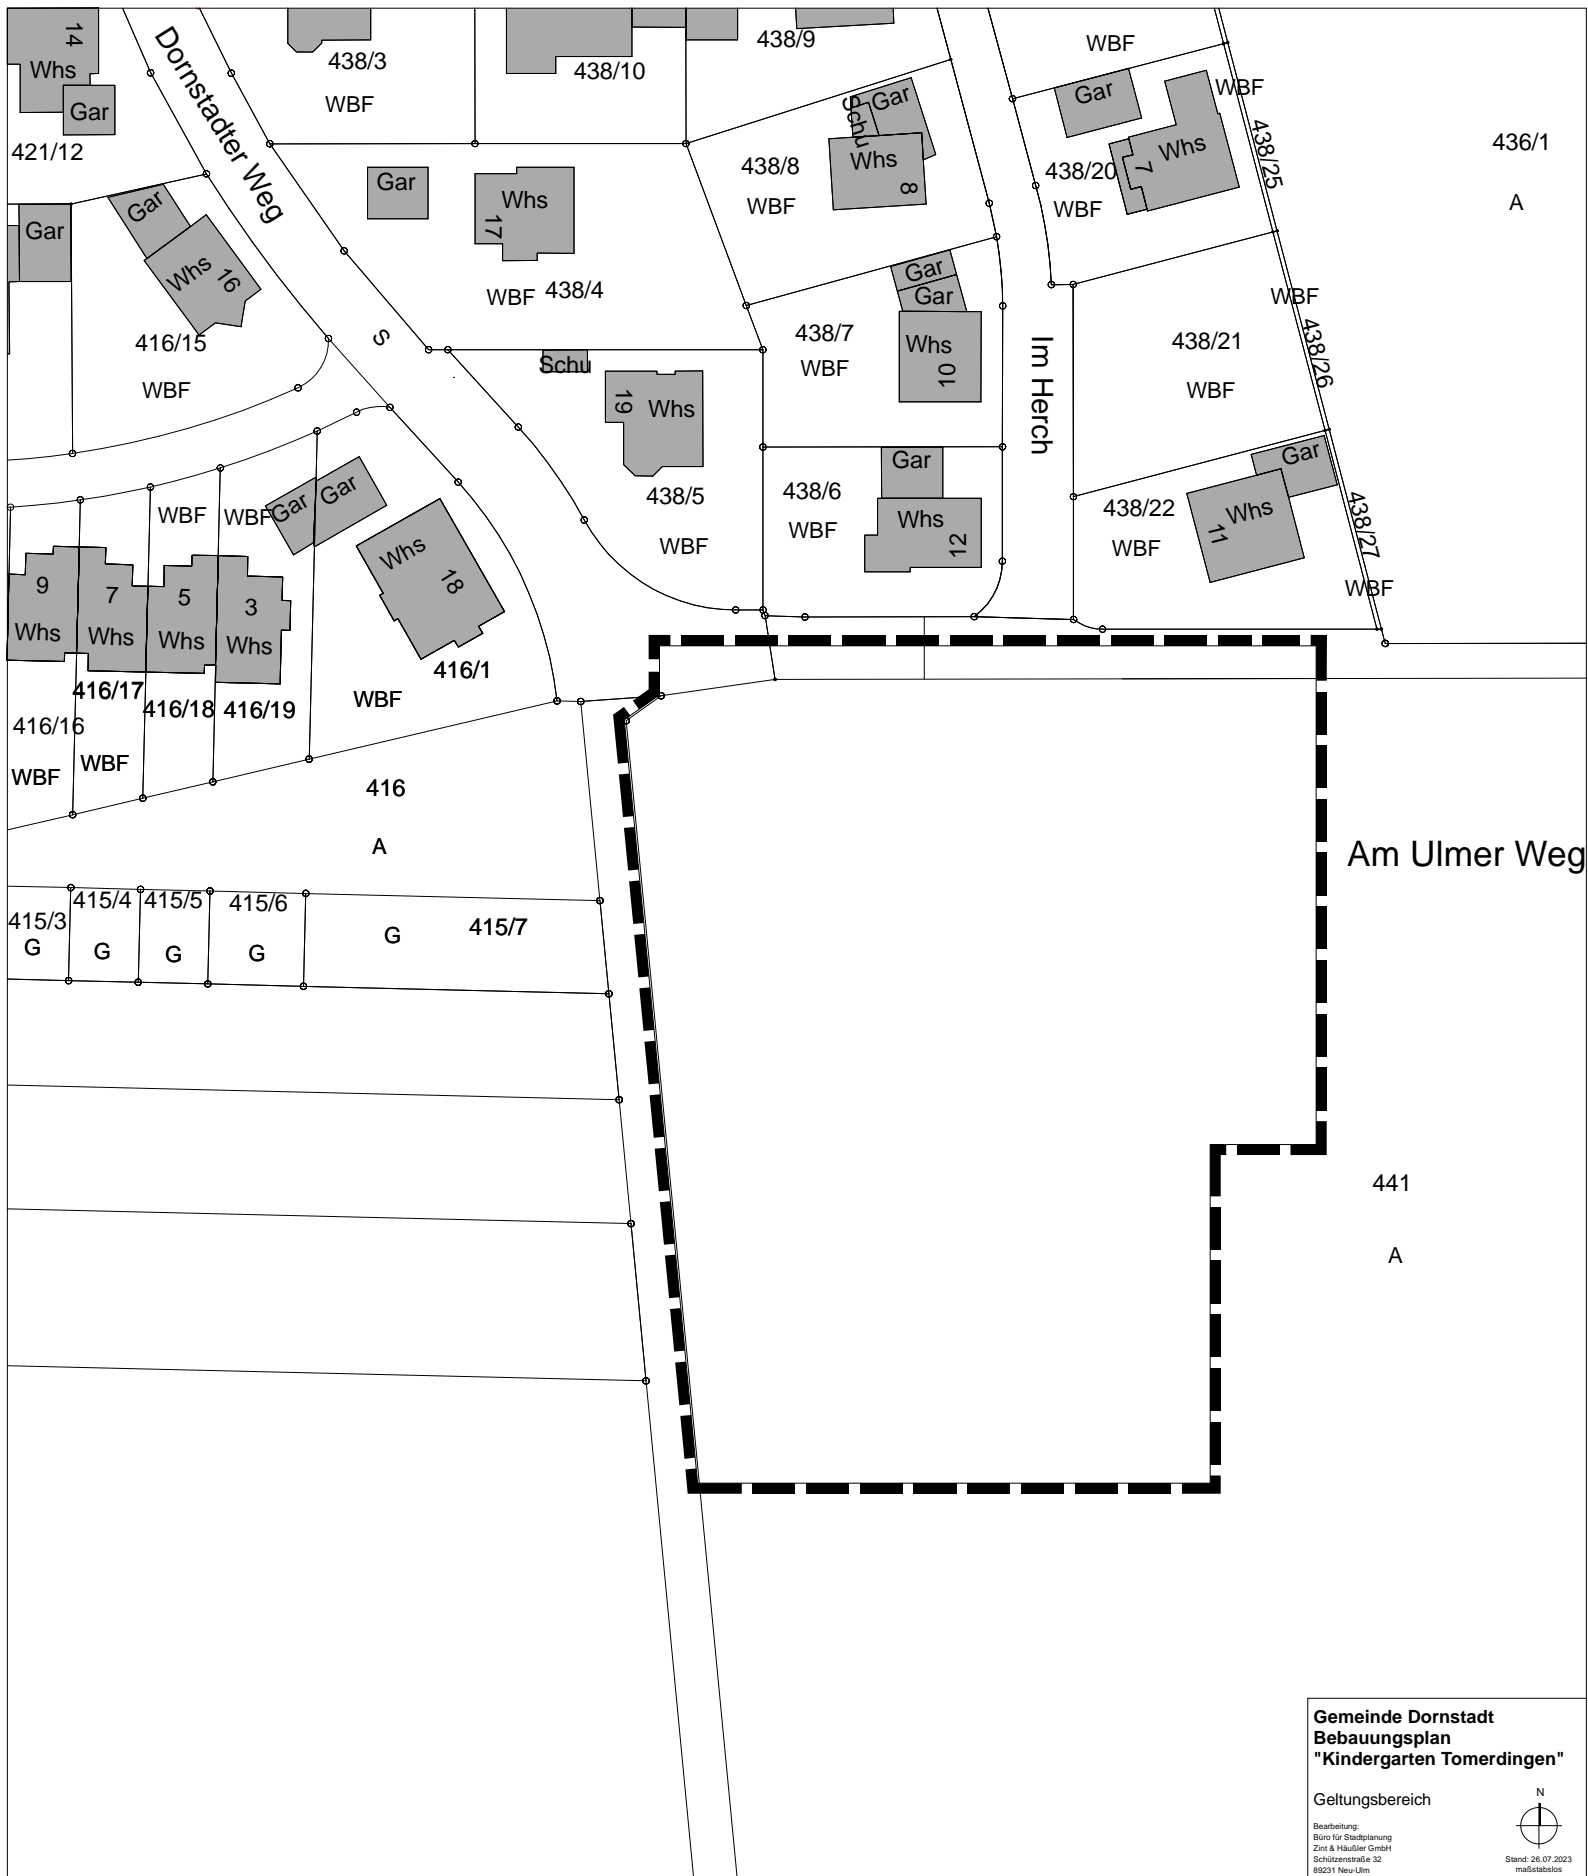 14
Whs
Gar
421/12
Dornstadter Weg
438/3
WBF
438/10
438/9
WBF
Gar
WBF
436/1
A
Schu
Gar
Whs
8
438/8
WBF
438/20
WBF
7
Whs
438/25
Gar
Gar
Whs
16
416/15
WBF
Gar
Whs
17
WBF
438/4
S
Gar
Gar
Whs
10
438/7
WBF
Im Herch
438/21
WBF
WBF
438/26
Schu
19
Whs
438/5
WBF
Gar
438/6
WBF
Whs
12
438/22
WBF
Gar
Whs
11
438/27
WBF
WBF
WBF
Gar
Gar
Whs
18
9
Whs
7
Whs
5
Whs
3
Whs
416/1
WBF
416/17
416/18
416/19
416/16
WBF
WBF
416
A
Am Ulmer Weg
415/3
G
415/4
G
415/5
G
415/6
G
G
415/7
441
A
Gemeinde Dornstadt
Bebauungsplan
"Kindergarten Tomerdingen"
Geltungsbereich
N
Bearbeitung:
Büro für Stadtplanung
Zint & Häußler GmbH
Schützenstraße 32
89231 Neu-Ulm
Stand: 26.07.2023
maßstabslos